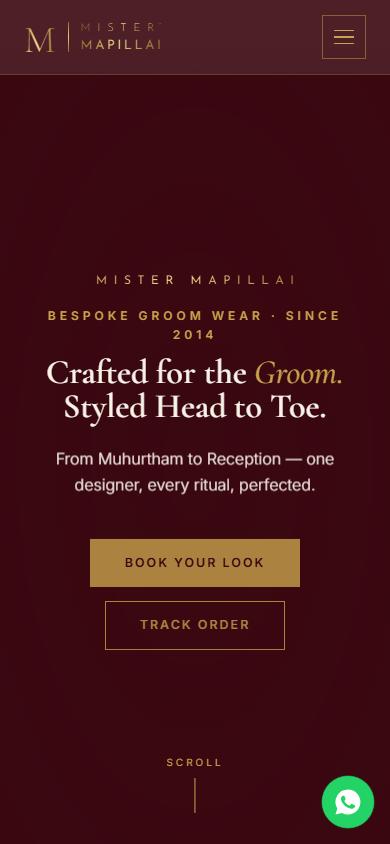 M
MISTER
MAPILLAI
MISTER MAPILLAI
BESPOKE GROOM WEAR · SINCE
2014
Crafted for the Groom.
Styled Head to Toe.
From Muhurtham to Reception — one
designer, every ritual, perfected.
BOOK YOUR LOOK
TRACK ORDER
SCROLL